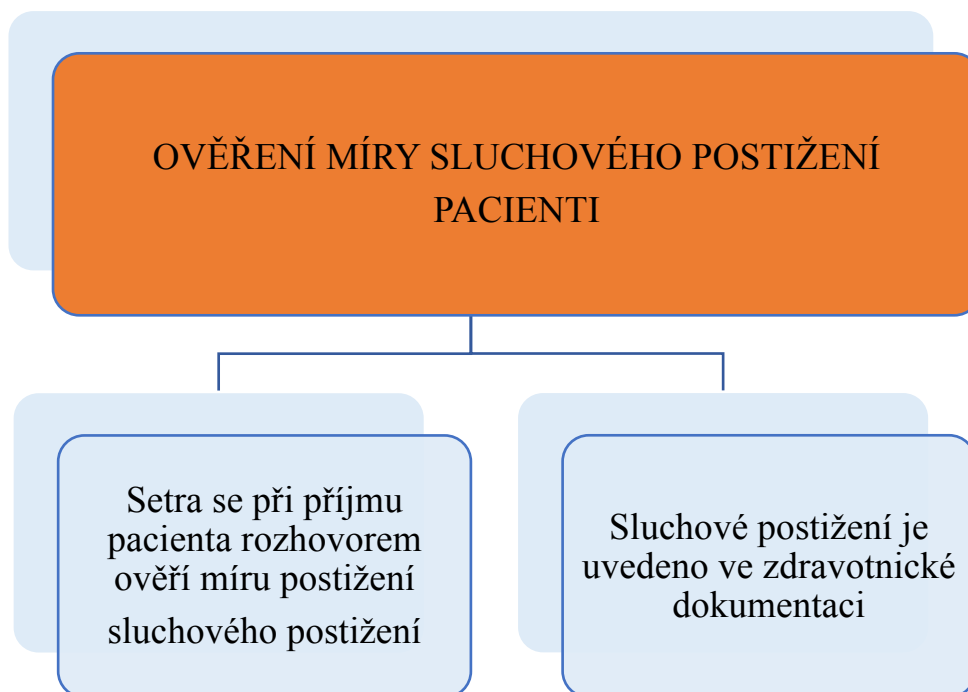 OVĚŘENÍ MÍRY SLUCHOVÉHO POSTIŽENÍ
PACIENTI
Setra se při příjmu
pacienta rozhovorem
ověří míru postižení
sluchového postižení
Sluchové postižení je
uvedeno ve zdravotnické
dokumentaci